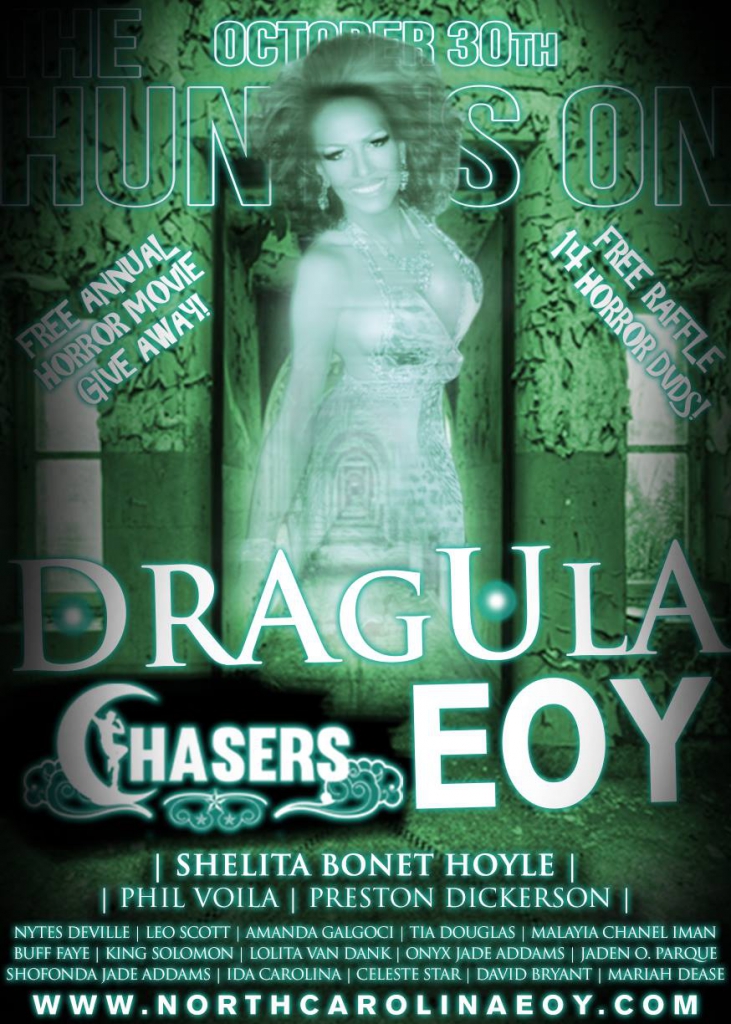 OCTOBER 30TH
THE
HUNT IS ON
FREE ANNUAL
HORROR MOVIE
GIVE AWAY!
FREE RAFFLE
14 HORROR DVDS!
DRAGULA
CHASERS
EOY
| SHELITA BONET HOYLE |
| PHIL VOILA | PRESTON DICKERSON |
NYTES DEVILLE | LEO SCOTT | AMANDA GALGOCI | TIA DOUGLAS | MALAYIA CHANEL IMAN
BUFF FAYE | KING SOLOMON | LOLITA VAN DANK | ONYX JADE ADDAMS | JADEN O. PARQUE
SHOFONDA JADE ADDAMS | IDA CAROLINA | CELESTE STAR | DAVID BRYANT | MARIAH DEASE
WWW.NORTHCAROLINAEOY.COM